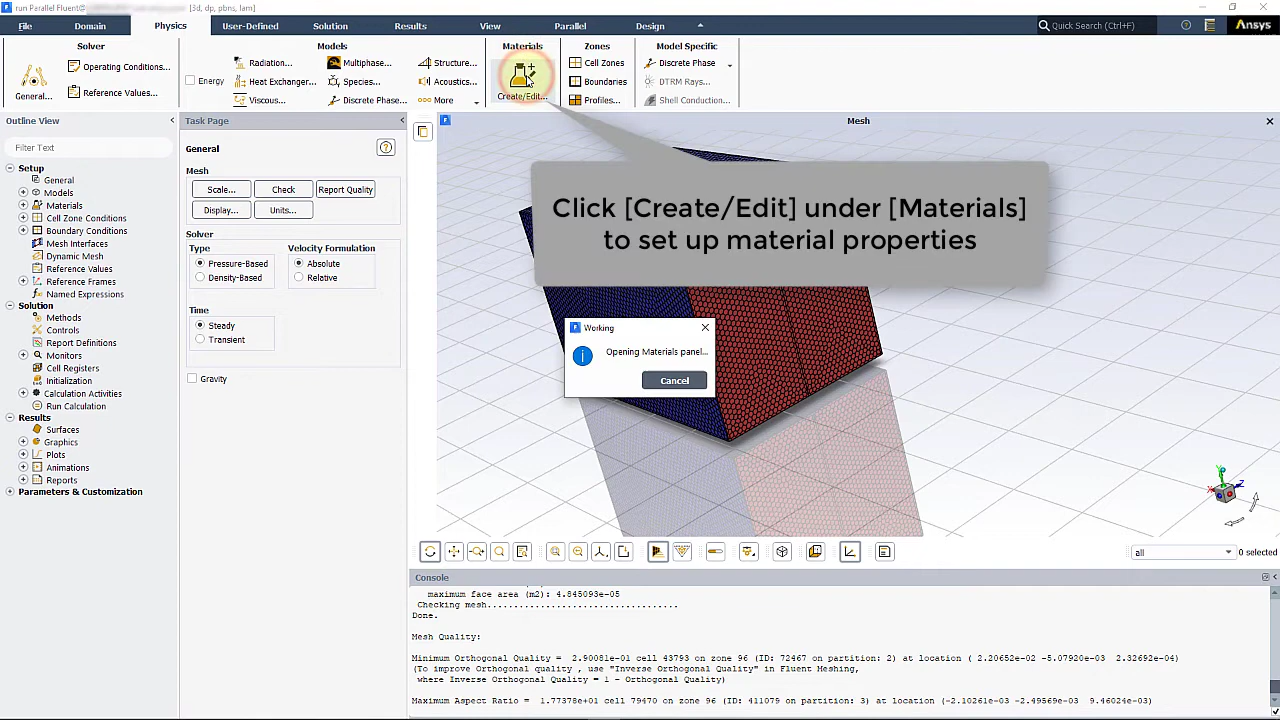 run Parallel Fluent@ [3d, dp, pbns, lam]
File Domain Physics User-Defined Solution Results View Parallel Design Quick Search (Ctrl+F) Ansys
Solver Models Materials Zones Model Specific
General...
Operating Conditions...
Reference Values...
Energy
Radiation...
Heat Exchanger...
Viscous...
Multiphase...
Species...
Discrete Phase...
Structure...
Acoustics...
More
Create/Edit...
Cell Zones
Boundaries
Profiles...
Discrete Phase
DTRM Rays...
Shell Conduction...
Outline View
Filter Text
Setup
General
Models
Materials
Cell Zone Conditions
Boundary Conditions
Mesh Interfaces
Dynamic Mesh
Reference Values
Reference Frames
Named Expressions
Solution
Methods
Controls
Report Definitions
Monitors
Cell Registers
Initialization
Calculation Activities
Run Calculation
Results
Surfaces
Graphics
Plots
Animations
Reports
Parameters & Customization
Task Page
General
Mesh
Scale... Check Report Quality
Display... Units...
Solver
Type Velocity Formulation
Pressure-Based Absolute
Density-Based Relative
Time
Steady
Transient
Gravity
Mesh
Click [Create/Edit] under [Materials]
to set up material properties
Working
Opening Materials panel...
Cancel
all 0 selected
Console
maximum face area (m2): 4.845093e-05
Checking mesh...................................
Done.
Mesh Quality:
Minimum Orthogonal Quality = 2.90081e-01 cell 43793 on zone 96 (ID: 72467 on partition: 2) at location ( 2.20652e-02 -5.07920e-03 2.32692e-04)
(To improve Orthogonal quality , use "Inverse Orthogonal Quality" in Fluent Meshing,
where Inverse Orthogonal Quality = 1 - Orthogonal Quality)
Maximum Aspect Ratio = 1.77378e+01 cell 79470 on zone 96 (ID: 411079 on partition: 3) at location (-2.10261e-03 -2.49569e-03 9.46024e-03)